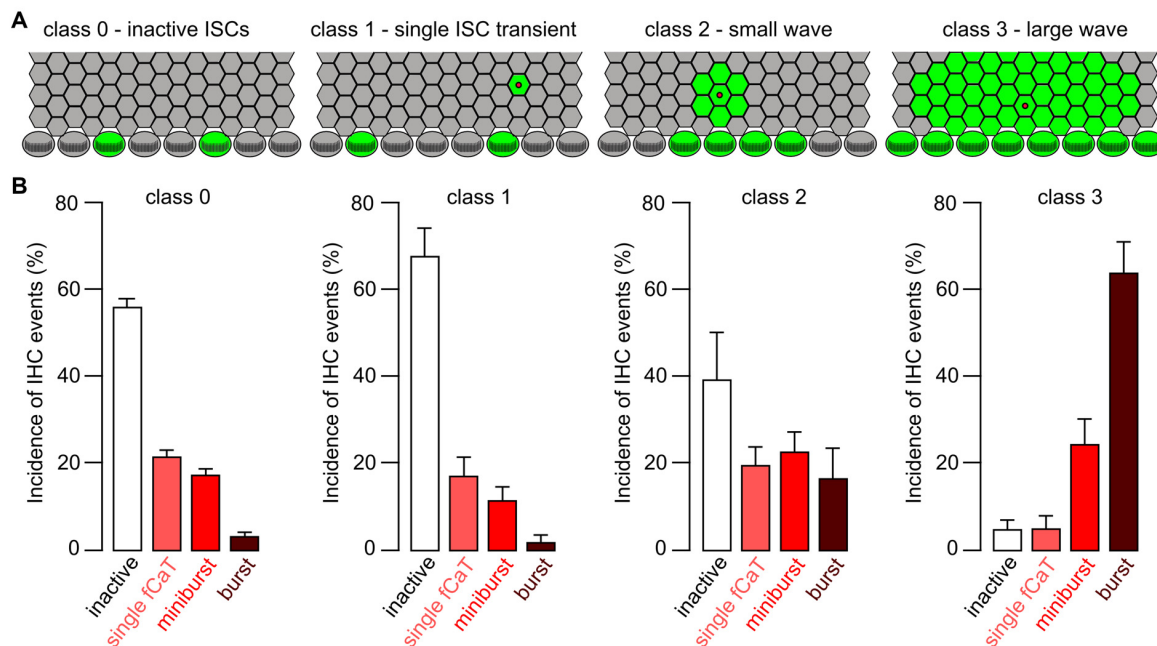 A
class 0 - inactive ISCs
class 1 - single ISC transient
class 2 - small wave
class 3 - large wave
B
class 0
Incidence of IHC events (%)
80
60
40
20
0
inactive
single fCaT
miniburst
burst
class 1
Incidence of IHC events (%)
80
60
40
20
0
inactive
single fCaT
miniburst
burst
class 2
Incidence of IHC events (%)
80
60
40
20
0
inactive
single fCaT
miniburst
burst
class 3
Incidence of IHC events (%)
80
60
40
20
0
inactive
single fCaT
miniburst
burst